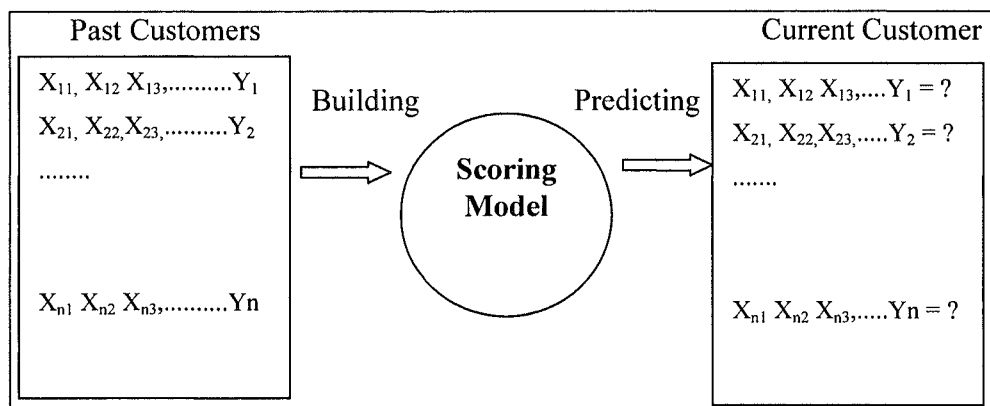 Past Customers
X₁₁, X₁₂ X₁₃,..........Y₁
X₂₁, X₂₂,X₂₃,..........Y₂
........
Xₙ₁ Xₙ₂ Xₙ₃,..........Yn
Building
Scoring
Model
Predicting
Current Customer
X₁₁, X₁₂ X₁₃,....Y₁ = ?
X₂₁, X₂₂,X₂₃,.....Y₂ = ?
.......
Xₙ₁ Xₙ₂ Xₙ₃,.....Yn = ?